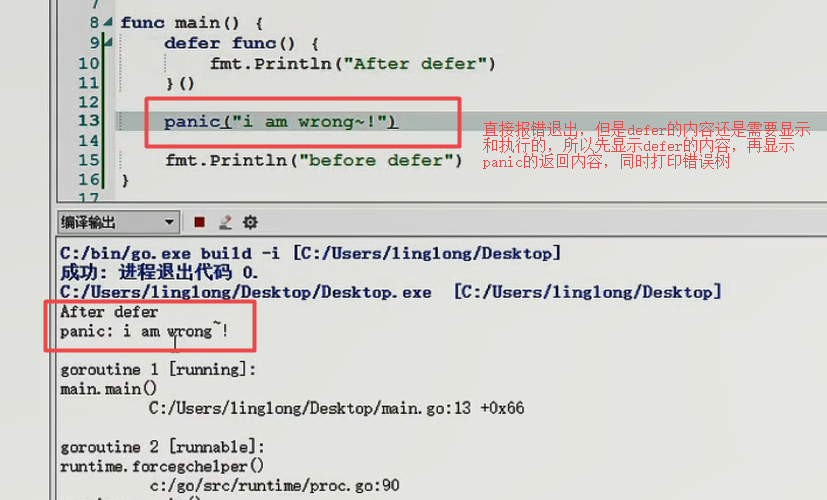 7
8 func main() {
9 defer func() {
10 fmt.Println("After defer")
11 }()
12
13 panic("i am wrong~!")
14
15 fmt.Println("before defer")
16 }
17
直接报错退出，但是defer的内容还是需要显示
和执行的，所以先显示defer的内容，再显示
panic的返回内容，同时打印错误树
编译输出
C:/bin/go.exe build -i [C:/Users/linglong/Desktop]
成功: 进程退出代码 0.
C:/Users/linglong/Desktop/Desktop.exe [C:/Users/linglong/Desktop]
After defer
panic: i am wrong~!
goroutine 1 [running]:
main.main()
C:/Users/linglong/Desktop/main.go:13 +0x66
goroutine 2 [runnable]:
runtime.forcegchelper()
c:/go/src/runtime/proc.go:90